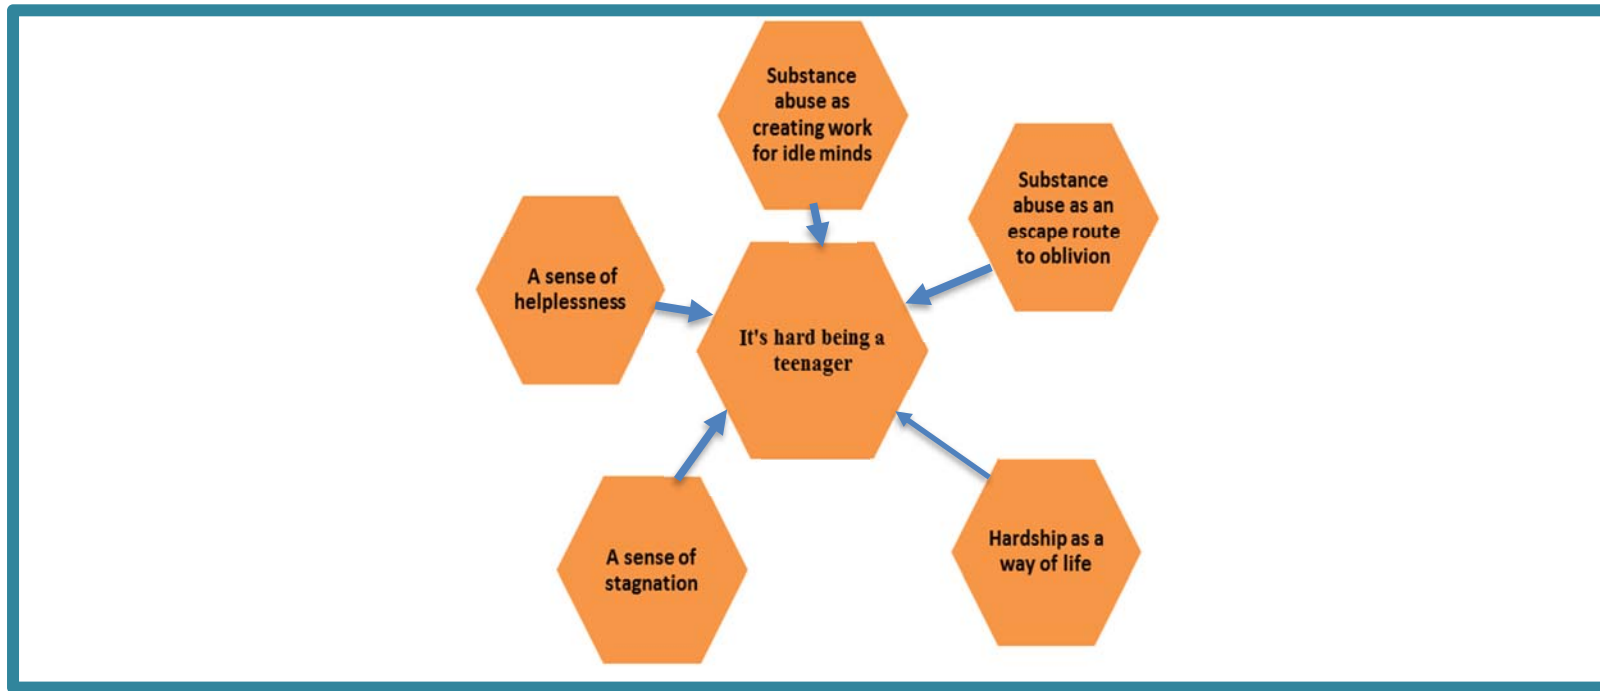 Substance
abuse as
creating work
for idle minds
Substance
abuse as an
escape route
to oblivion
A sense of
helplessness
It's hard being a
teenager
A sense of
stagnation
Hardship as a
way of life